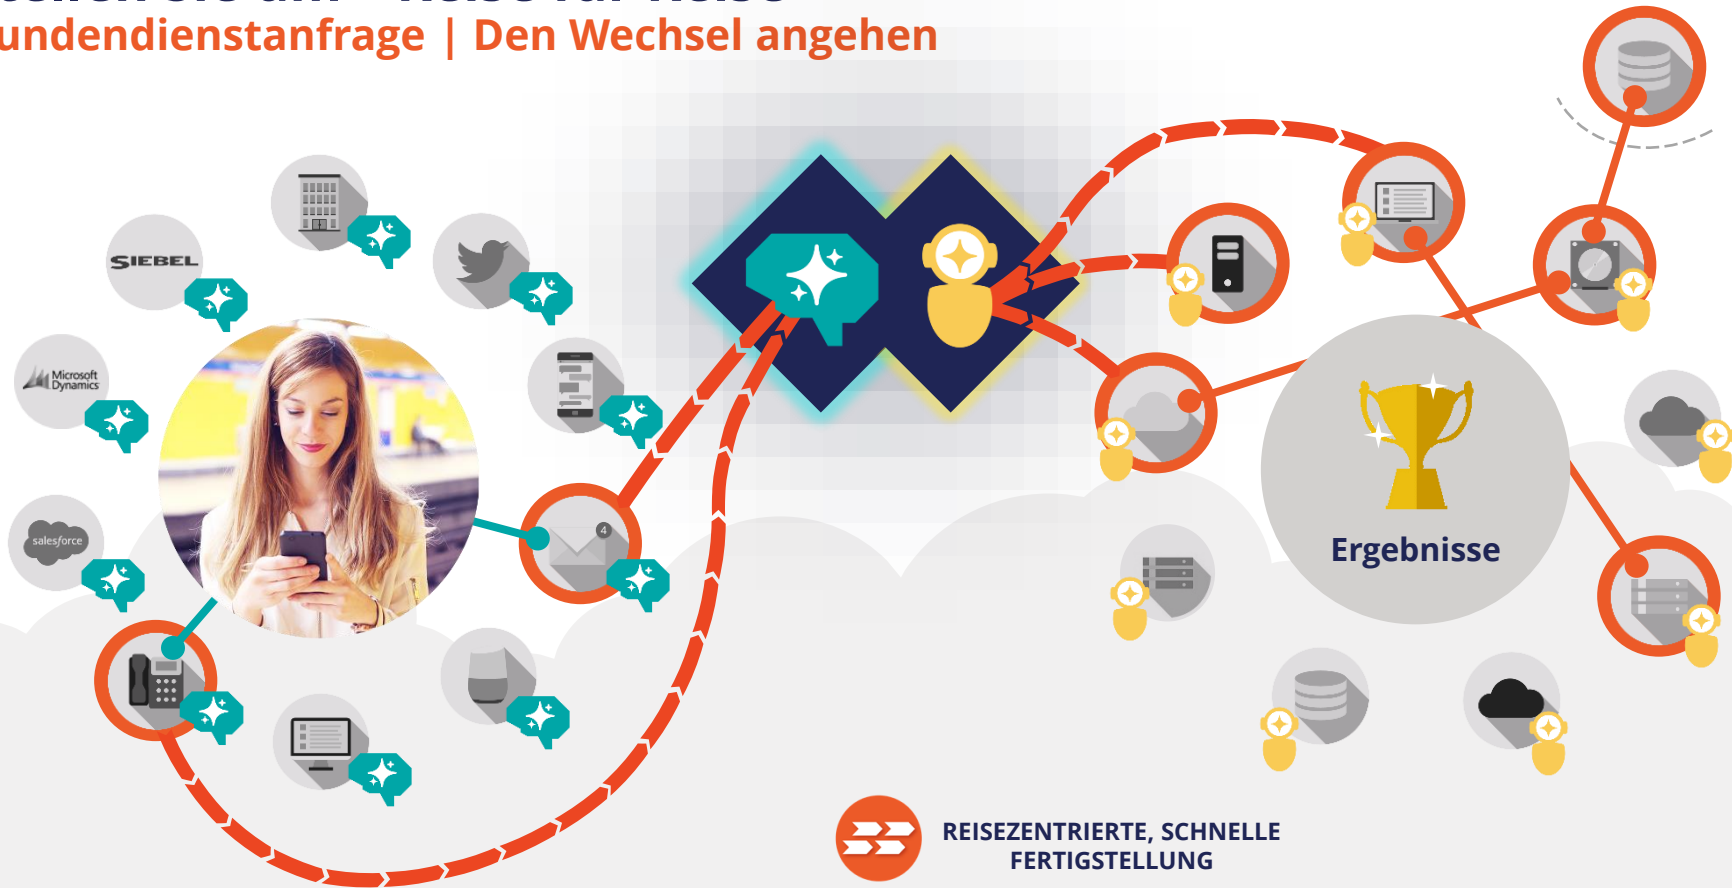 undendienstanfrage | Den Wechsel angehen
SIEBEL
Microsoft
Dynamics
salesforce
4
Ergebnisse
REISEZENTRIERTE, SCHNELLE
FERTIGSTELLUNG